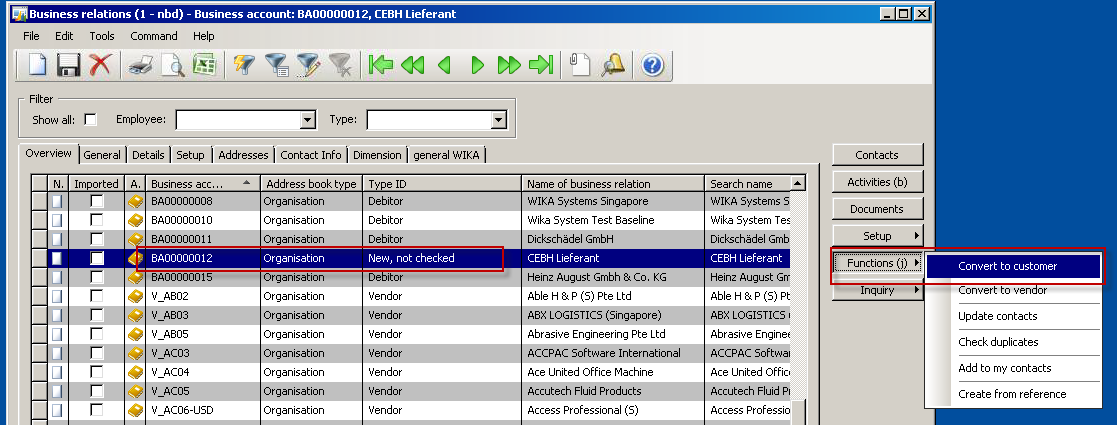 Business relations (1 - nbd) - Business account: BA00000012, CEBH Lieferant
File Edit Tools Command Help
Filter
Show all: Employee: Type:
Overview General Details Setup Addresses Contact Info Dimension general WIKA
N. Imported A. Business acc... Address book type Type ID Name of business relation Search name
BA00000008 Organisation Debitor WIKA Systems Singapore WIKA Systems S
BA00000010 Organisation Debitor Wika System Test Baseline Wika System Tes
BA00000011 Organisation Debitor Dickschädel GmbH Dickschädel Gmb
BA00000012 Organisation New, not checked CEBH Lieferant CEBH Lieferant
BA00000015 Organisation Debitor Heinz August Gmbh & Co. KG Heinz August Gm
V_AB02 Organisation Vendor Able H & P (S) Pte Ltd Able H & P (S) Pt
V_AB03 Organisation Vendor ABX LOGISTICS (Singapore) ABX LOGISTICS (
V_AB05 Organisation Vendor Abrasive Engineering Pte Ltd Abrasive Enginee
V_AC03 Organisation Vendor ACCPAC Software International ACCPAC Softwar
V_AC04 Organisation Vendor Ace United Office Machine Ace United Office
V_AC05 Organisation Vendor Accutech Fluid Products Accutech Fluid P
V_AC06-USD Organisation Vendor Access Professional (S) Access Professio
Contacts
Activities (b)
Documents
Setup
Functions (j)
Inquiry
Convert to customer
Convert to vendor
Update contacts
Check duplicates
Add to my contacts
Create from reference